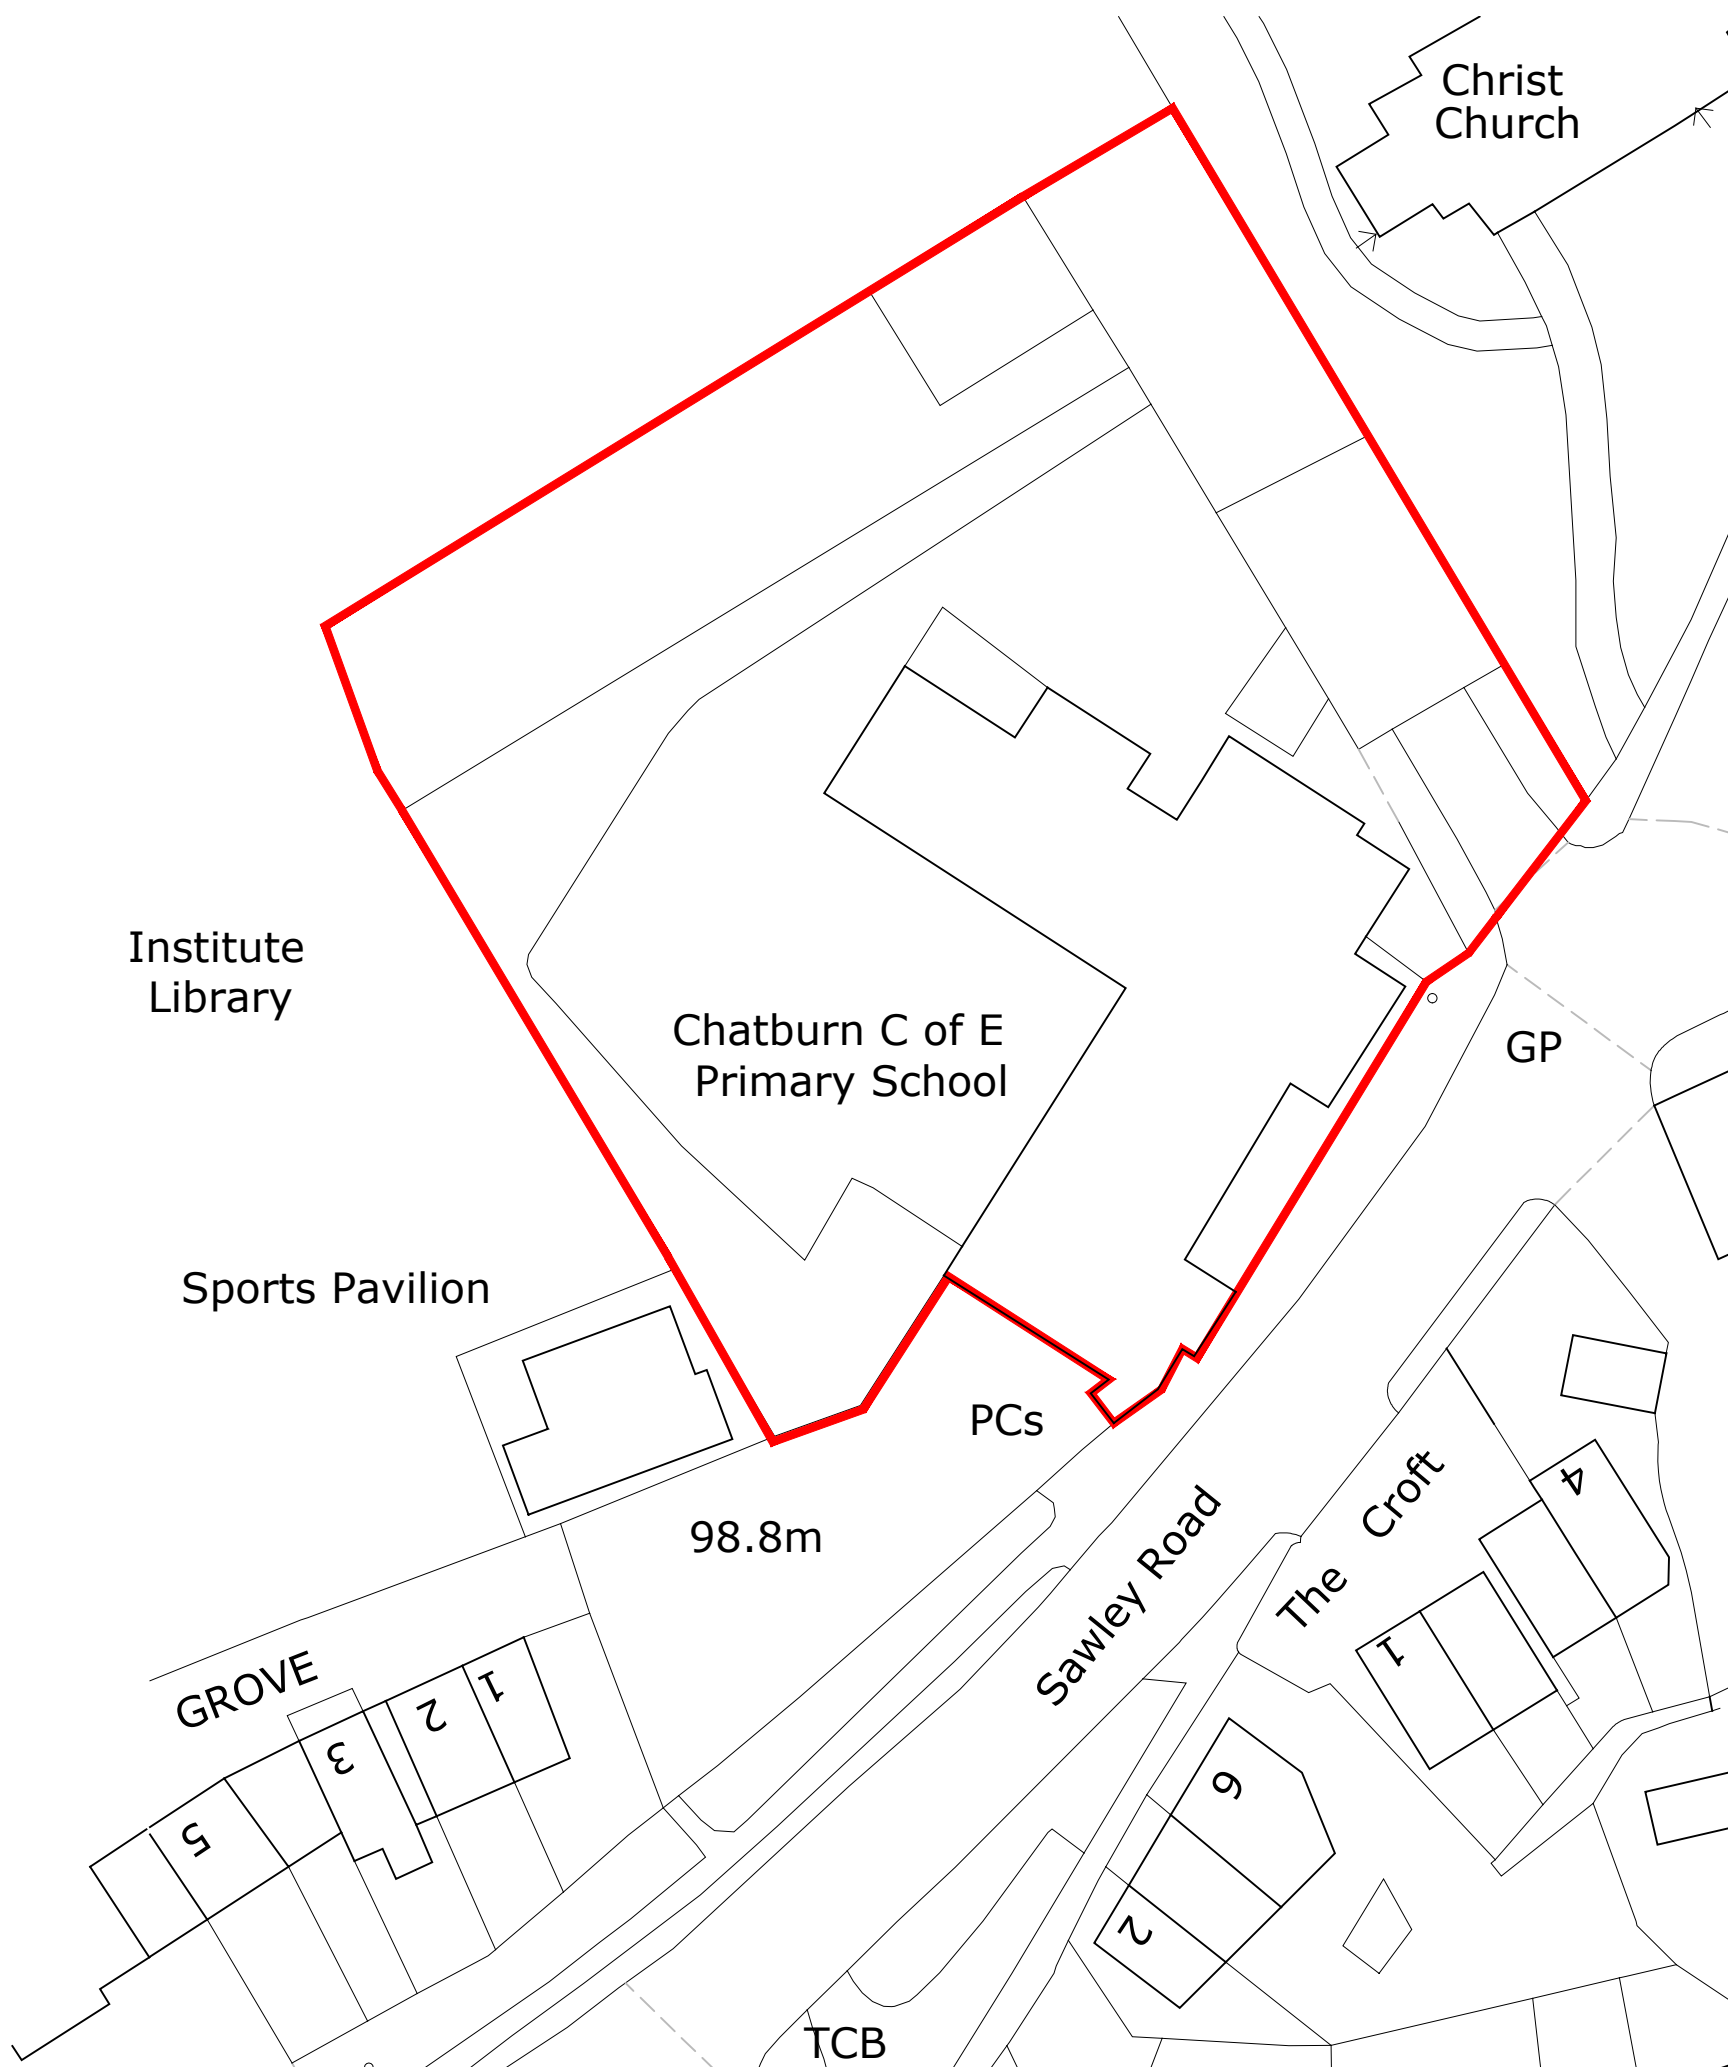 Christ
Church
Institute
Library
Chatburn C of E
Primary School
GP
Sports Pavilion
PCs
98.8m
Sawley Road
The Croft
4
1
GROVE
1
2
3
5
6
2
TCB